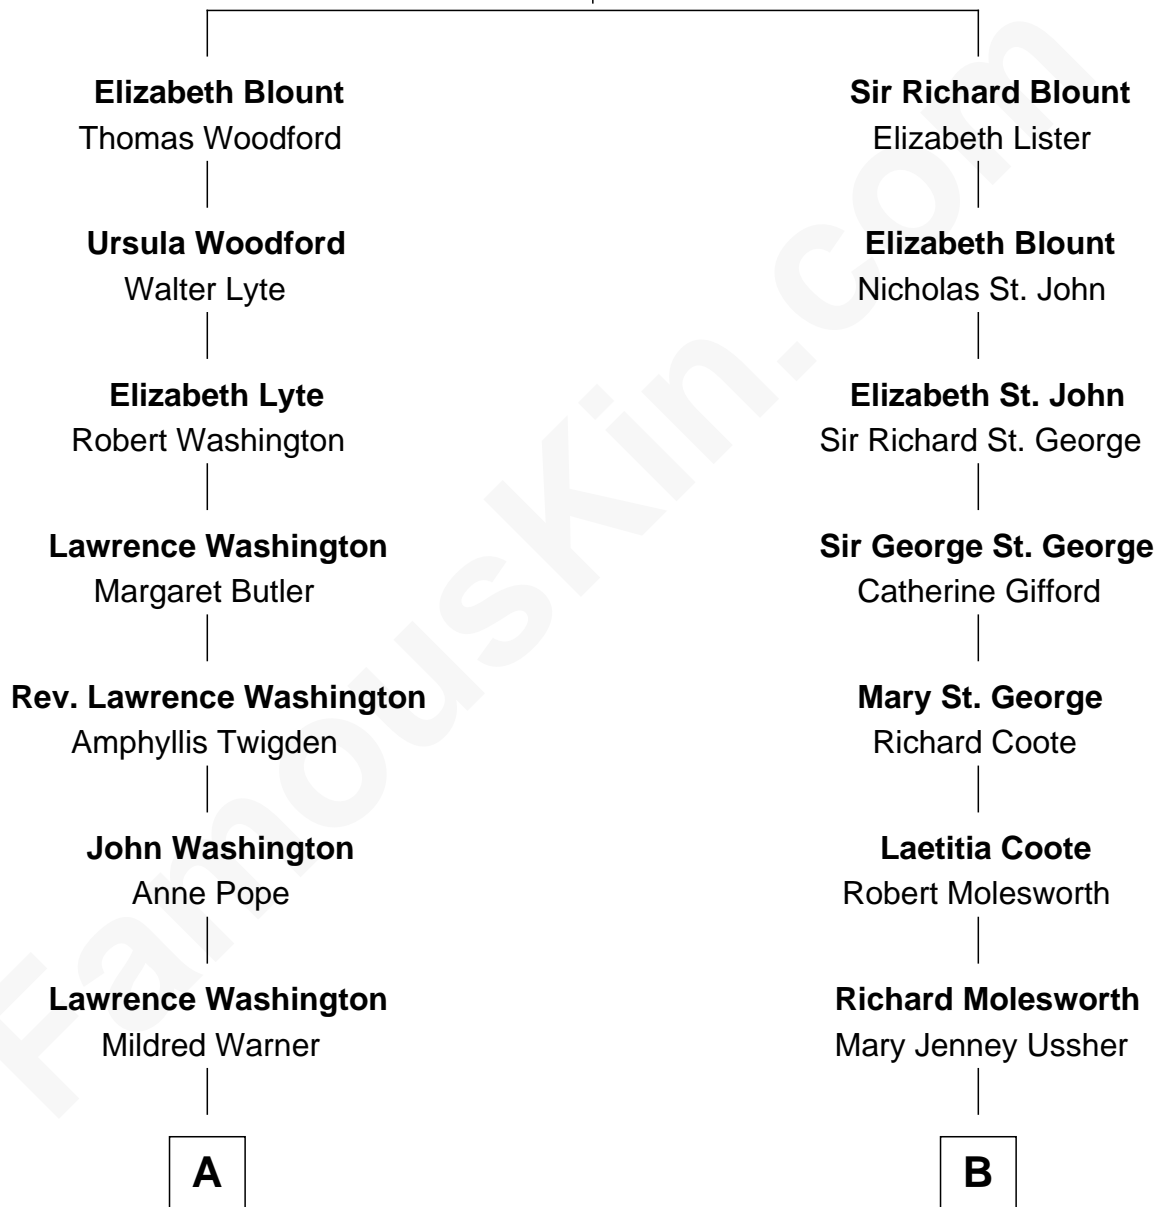 Elizabeth Blount
Thomas Woodford
Ursula Woodford
Walter Lyte
Elizabeth Lyte
Robert Washington
Lawrence Washington
Margaret Butler
Rev. Lawrence Washington
Amphyllis Twigden
John Washington
Anne Pope
Lawrence Washington
Mildred Warner
A
Sir Richard Blount
Elizabeth Lister
Elizabeth Blount
Nicholas St. John
Elizabeth St. John
Sir Richard St. George
Sir George St. George
Catherine Gifford
Mary St. George
Richard Coote
Laetitia Coote
Robert Molesworth
Richard Molesworth
Mary Jenney Ussher
B
FamousKin.com